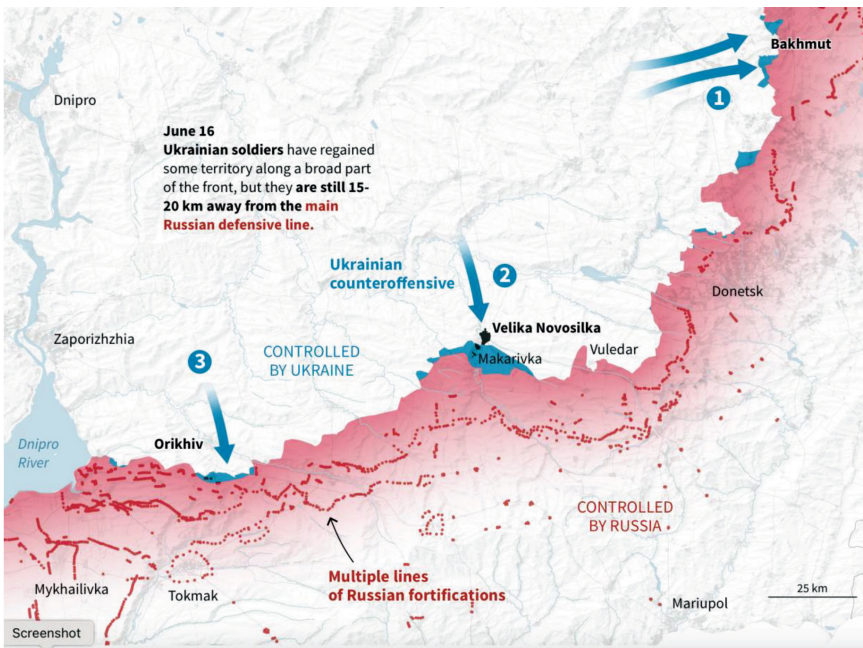 Bakhmut
1
Dnipro
June 16
Ukrainian soldiers have regained
some territory along a broad part
of the front, but they are still 15-
20 km away from the main
Russian defensive line.
Ukrainian
counteroffensive
2
Donetsk
Velika Novosilka
Zaporizhzhia
3
CONTROLLED
BY UKRAINE
Makarivka
Vuledar
Orikhiv
Dnipro
River
CONTROLLED
BY RUSSIA
Multiple lines
of Russian fortifications
Mykhailivka
Tokmak
Mariupol
25 km
Screenshot